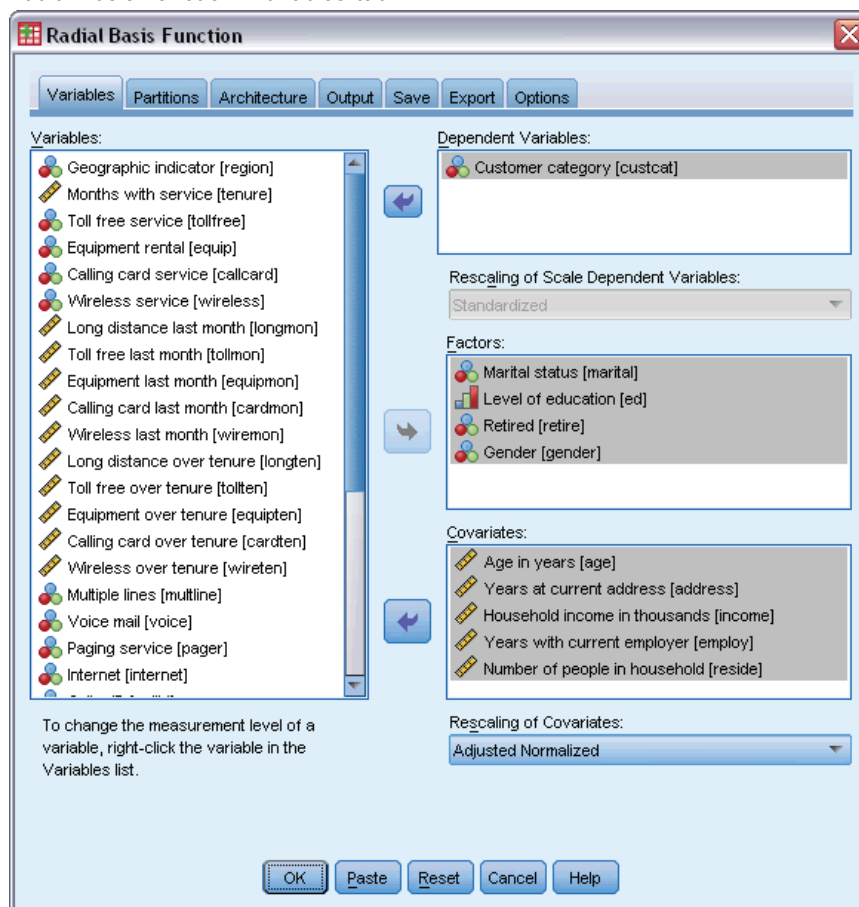 Radial Basis Function
Variables Partitions Architecture Output Save Export Options
Variables:
Geographic indicator [region]
Months with service [tenure]
Toll free service [tollfree]
Equipment rental [equip]
Calling card service [callcard]
Wireless service [wireless]
Long distance last month [longmon]
Toll free last month [tollmon]
Equipment last month [equipmon]
Calling card last month [cardmon]
Wireless last month [wiremon]
Long distance over tenure [longten]
Toll free over tenure [tollten]
Equipment over tenure [equipten]
Calling card over tenure [cardten]
Wireless over tenure [wireten]
Multiple lines [multline]
Voice mail [voice]
Paging service [pager]
Internet [internet]
To change the measurement level of a
variable, right-click the variable in the
Variables list.
Dependent Variables:
Customer category [custcat]
Rescaling of Scale Dependent Variables:
Standardized
Factors:
Marital status [marital]
Level of education [ed]
Retired [retire]
Gender [gender]
Covariates:
Age in years [age]
Years at current address [address]
Household income in thousands [income]
Years with current employer [employ]
Number of people in household [reside]
Rescaling of Covariates:
Adjusted Normalized
OK Paste Reset Cancel Help